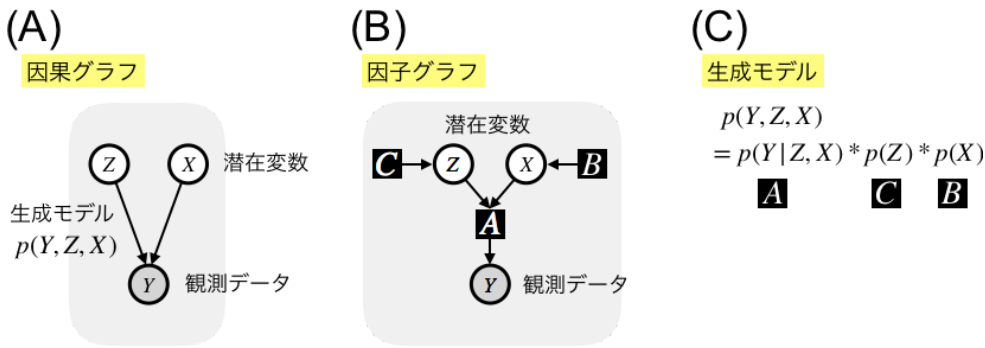 (A)
因果グラフ
Z
X
潜在変数
生成モデル
p(Y, Z, X)
Y
観測データ
(B)
因子グラフ
潜在変数
C
Z
X
B
A
Y
観測データ
(C)
生成モデル
p(Y, Z, X)
= p(Y | Z, X) * p(Z) * p(X)
A
C
B